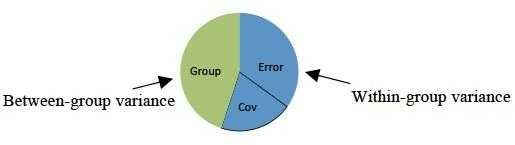 Group
Error
Cov
Between-group variance
Within-group variance